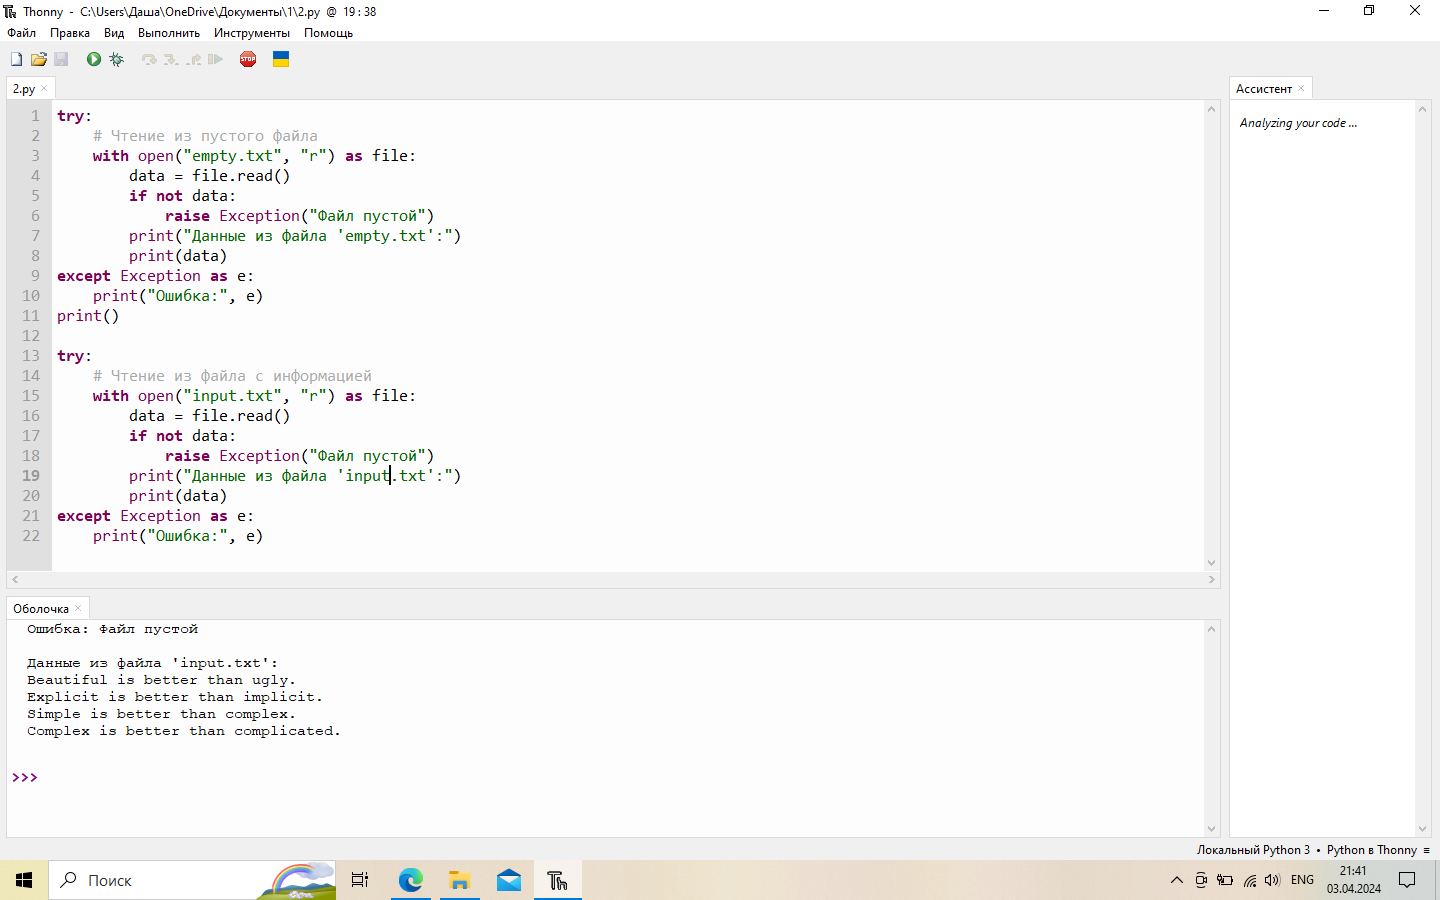 Thonny - C:\Users\Даша\OneDrive\Документы\1\2.py @ 19 : 38
Файл Правка Вид Выполнить Инструменты Помощь
STOP
2.py
1 try:
2     # Чтение из пустого файла
3     with open("empty.txt", "r") as file:
4         data = file.read()
5         if not data:
6             raise Exception("Файл пустой")
7         print("Данные из файла 'empty.txt':")
8         print(data)
9 except Exception as e:
10     print("Ошибка:", e)
11 print()
12
13 try:
14     # Чтение из файла с информацией
15     with open("input.txt", "r") as file:
16         data = file.read()
17         if not data:
18             raise Exception("Файл пустой")
19         print("Данные из файла 'input.txt':")
20         print(data)
21 except Exception as e:
22     print("Ошибка:", e)
Ассистент
Analyzing your code ...
Оболочка
Ошибка: Файл пустой
Данные из файла 'input.txt':
Beautiful is better than ugly.
Explicit is better than implicit.
Simple is better than complex.
Complex is better than complicated.
>>>
Локальный Python 3 • Python в Thonny ≡
Поиск
ENG
21:41
03.04.2024